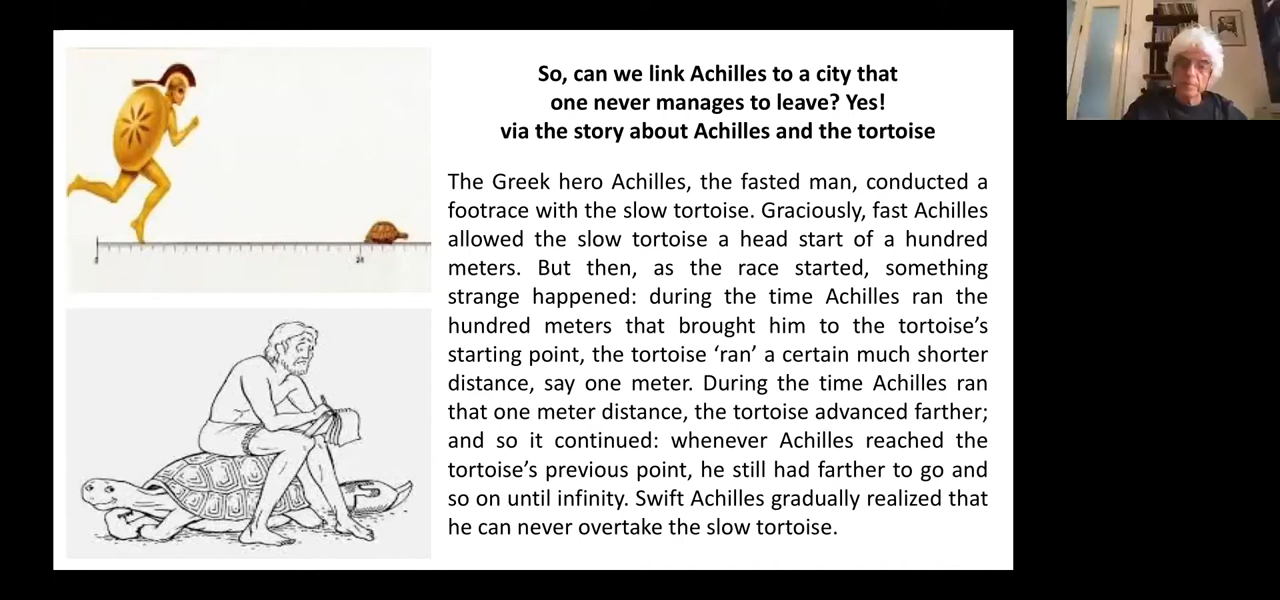 So, can we link Achilles to a city that
one never manages to leave? Yes!
via the story about Achilles and the tortoise
The Greek hero Achilles, the fasted man, conducted a
footrace with the slow tortoise. Graciously, fast Achilles
allowed the slow tortoise a head start of a hundred
meters. But then, as the race started, something
strange happened: during the time Achilles ran the
hundred meters that brought him to the tortoise’s
starting point, the tortoise ‘ran’ a certain much shorter
distance, say one meter. During the time Achilles ran
that one meter distance, the tortoise advanced farther;
and so it continued: whenever Achilles reached the
tortoise’s previous point, he still had farther to go and
so on until infinity. Swift Achilles gradually realized that
he can never overtake the slow tortoise.